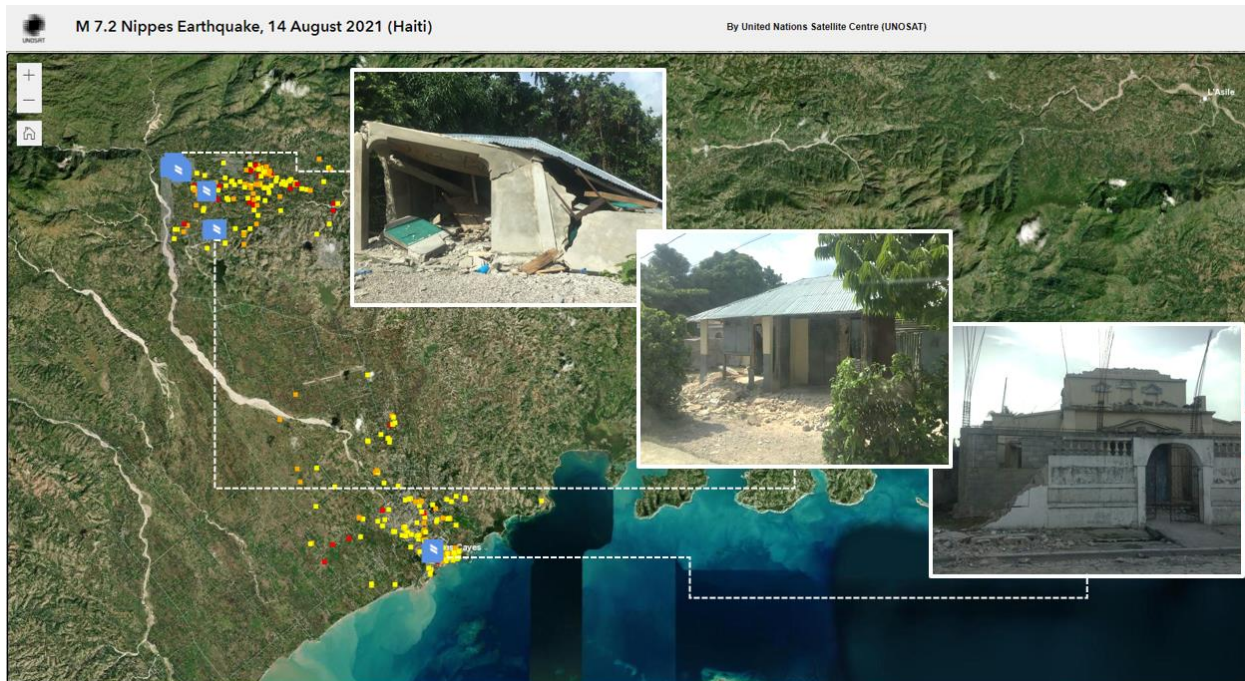 UNOSAT
M 7.2 Nippes Earthquake, 14 August 2021 (Haiti)
By United Nations Satellite Centre (UNOSAT)
L'Asile
Cayes